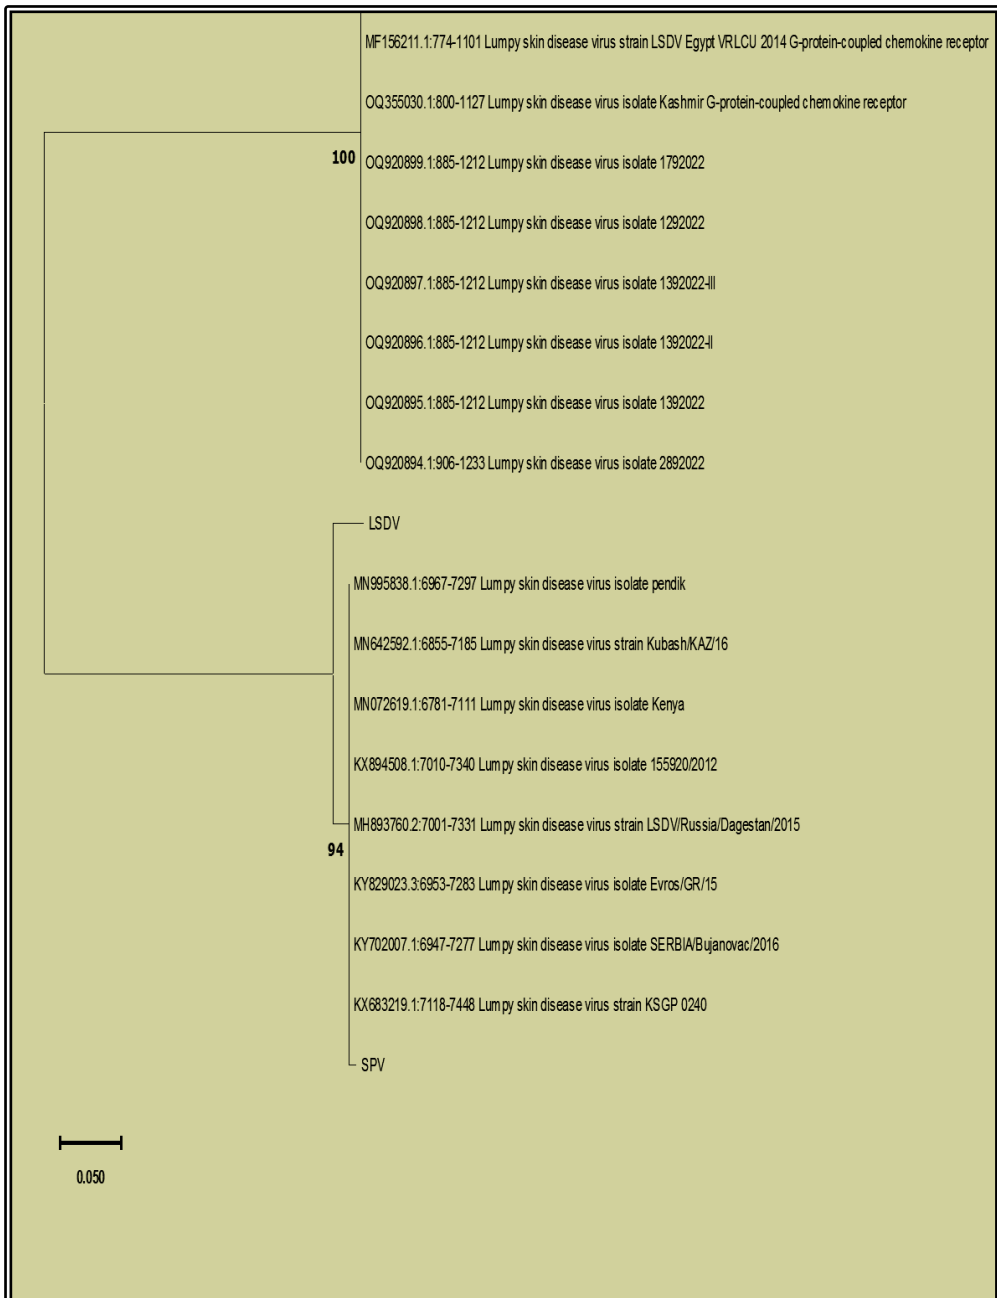 MF156211.1:774-1101 Lumpy skin disease virus strain LSDV Egypt VRLCU 2014 G-protein-coupled chemokine receptor
OQ355030.1:800-1127 Lumpy skin disease virus isolate Kashmir G-protein-coupled chemokine receptor
100
OQ920899.1:885-1212 Lumpy skin disease virus isolate 1792022
OQ920898.1:885-1212 Lumpy skin disease virus isolate 1292022
OQ920897.1:885-1212 Lumpy skin disease virus isolate 1392022-III
OQ920896.1:885-1212 Lumpy skin disease virus isolate 1392022-II
OQ920895.1:885-1212 Lumpy skin disease virus isolate 1392022
OQ920894.1:906-1233 Lumpy skin disease virus isolate 2892022
LSDV
MN995838.1:6967-7297 Lumpy skin disease virus isolate pendik
MN642592.1:6855-7185 Lumpy skin disease virus strain Kubash/KAZ/16
MN072619.1:6781-7111 Lumpy skin disease virus isolate Kenya
KX894508.1:7010-7340 Lumpy skin disease virus isolate 155920/2012
MH893760.2:7001-7331 Lumpy skin disease virus strain LSDV/Russia/Dagestan/2015
94
KY829023.3:6953-7283 Lumpy skin disease virus isolate Evros/GR/15
KY702007.1:6947-7277 Lumpy skin disease virus isolate SERBIA/Bujanovac/2016
KX683219.1:7118-7448 Lumpy skin disease virus strain KSGP 0240
SPV
0.050